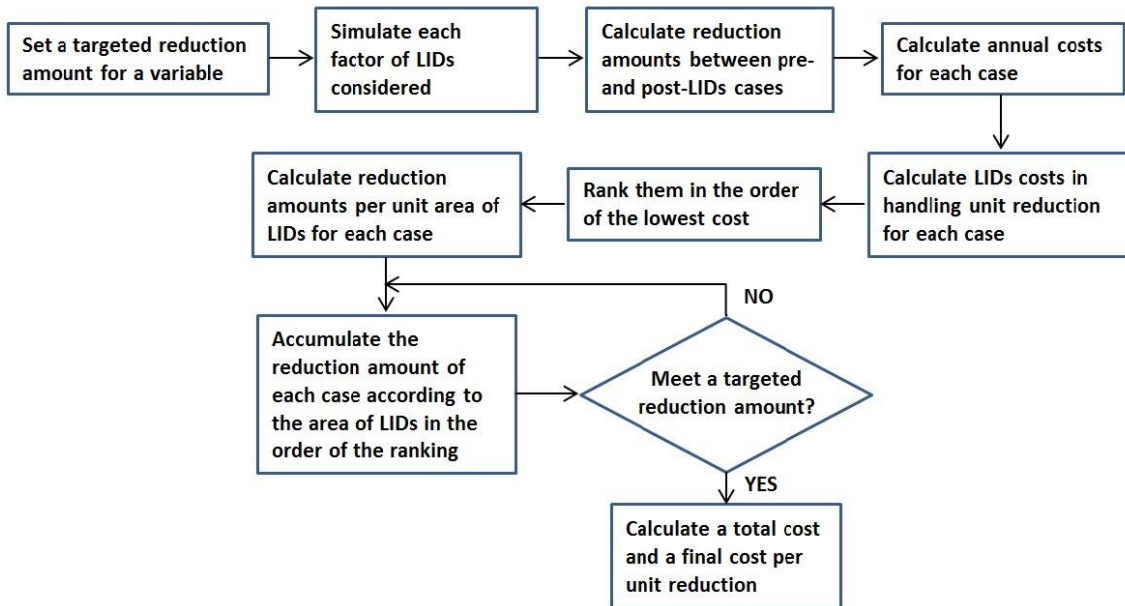 Set a targeted reduction
amount for a variable
Simulate each
factor of LIDs
considered
Calculate reduction
amounts between pre-
and post-LIDs cases
Calculate annual costs
for each case
Calculate LIDs costs in
handling unit reduction
for each case
Rank them in the order
of the lowest cost
Calculate reduction
amounts per unit area of
LIDs for each case
Accumulate the
reduction amount of
each case according to
the area of LIDs in the
order of the ranking
Meet a targeted
reduction amount?
NO
YES
Calculate a total cost
and a final cost per
unit reduction